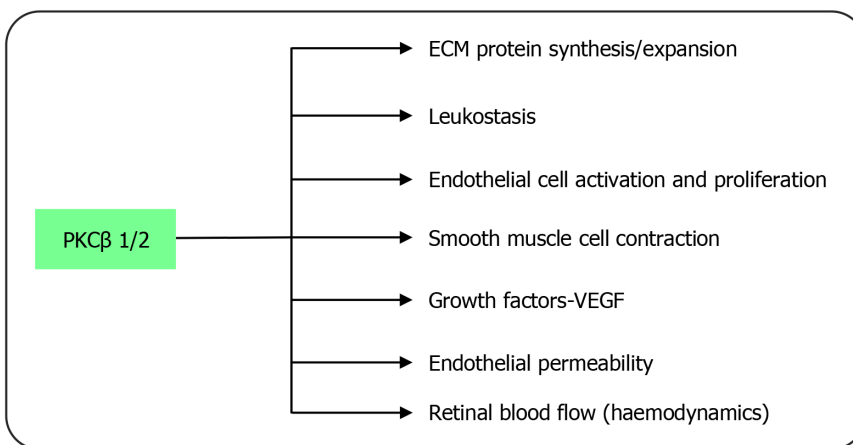 ECM protein synthesis/expansion
Leukostasis
Endothelial cell activation and proliferation
PKCβ 1/2
Smooth muscle cell contraction
Growth factors-VEGF
Endothelial permeability
Retinal blood flow (haemodynamics)